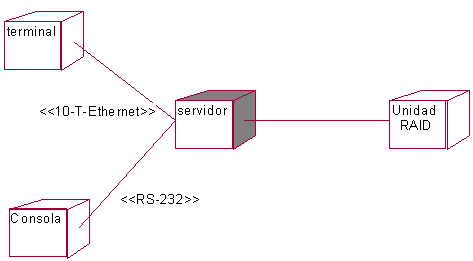 terminal
<<10-T-Ethernet>>
servidor
Unidad
RAID
<<RS-232>>
Consola